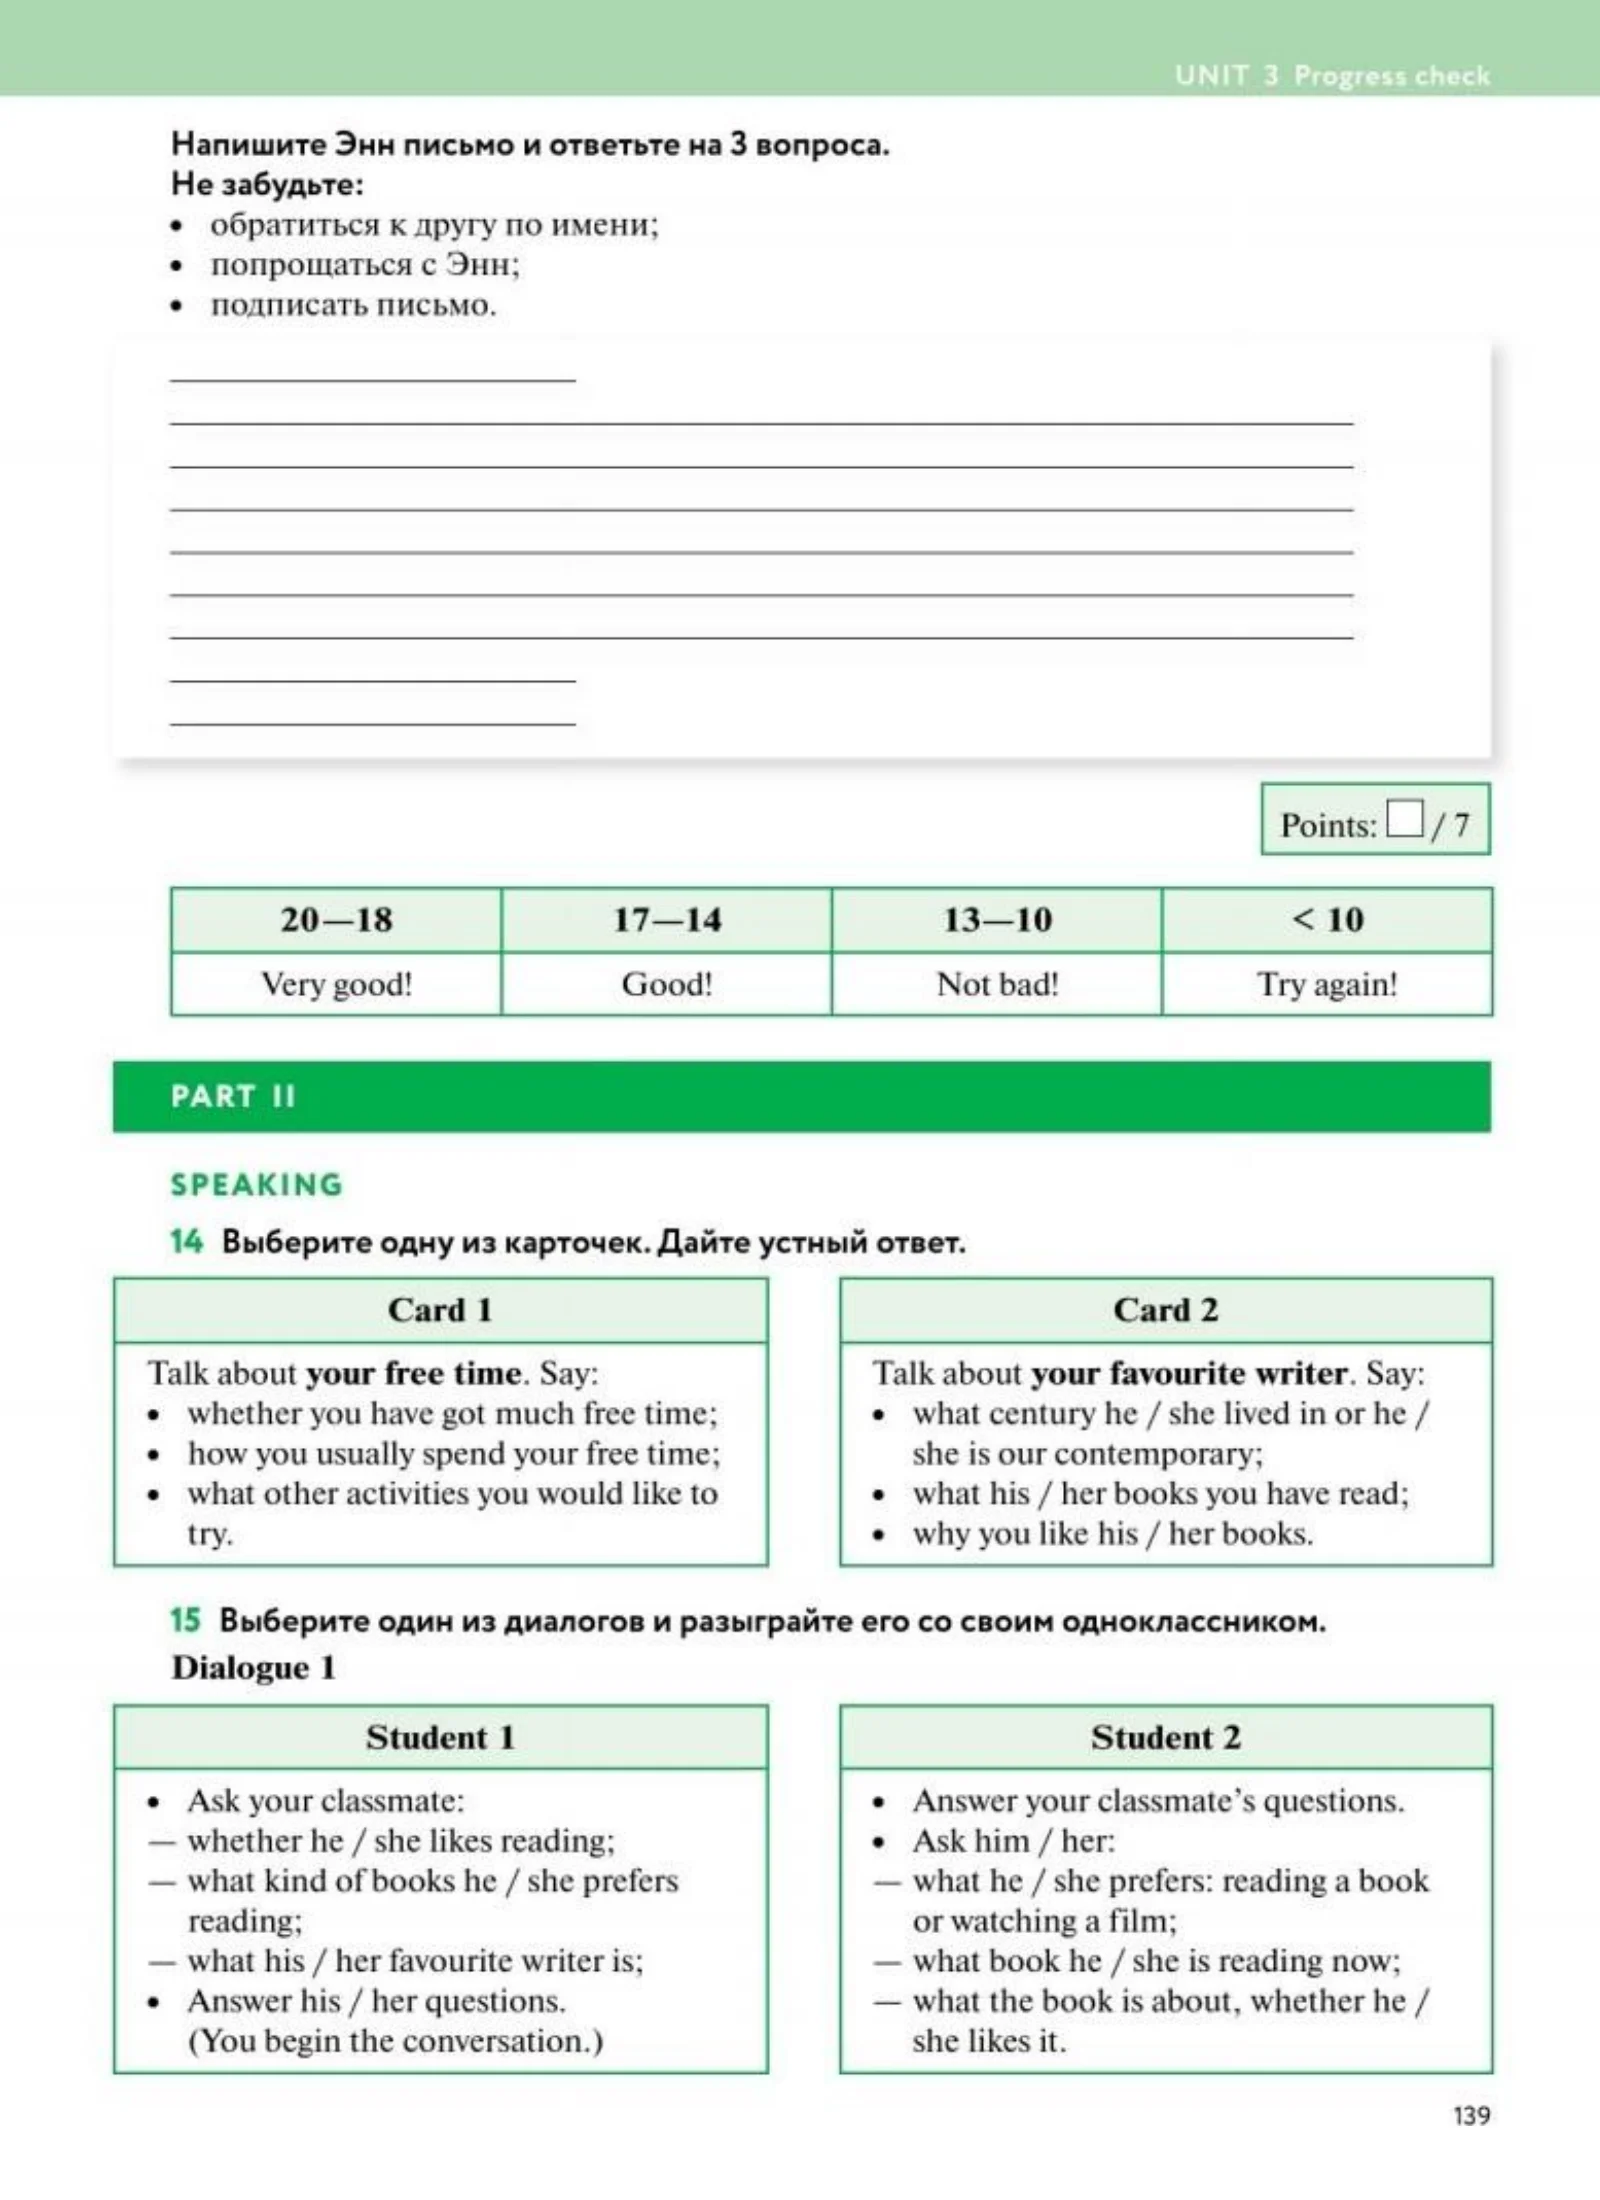 UNIT 3 Progress check
Напишите Энн письмо и ответьте на 3 вопроса.
Не забудьте:
• обратиться к другу по имени;
• попрощаться с Энн;
• подписать письмо.
Points: / 7
20—18 17—14 13—10 < 10
Very good! Good! Not bad! Try again!
PART II
SPEAKING
14 Выберите одну из карточек. Дайте устный ответ.
Card 1
Talk about your free time. Say:
• whether you have got much free time;
• how you usually spend your free time;
• what other activities you would like to
try.
Card 2
Talk about your favourite writer. Say:
• what century he / she lived in or he /
she is our contemporary;
• what his / her books you have read;
• why you like his / her books.
15 Выберите один из диалогов и разыграйте его со своим одноклассником.
Dialogue 1
Student 1
• Ask your classmate:
— whether he / she likes reading;
— what kind of books he / she prefers
reading;
— what his / her favourite writer is;
• Answer his / her questions.
(You begin the conversation.)
Student 2
• Answer your classmate’s questions.
• Ask him / her:
— what he / she prefers: reading a book
or watching a film;
— what book he / she is reading now;
— what the book is about, whether he /
she likes it.
139